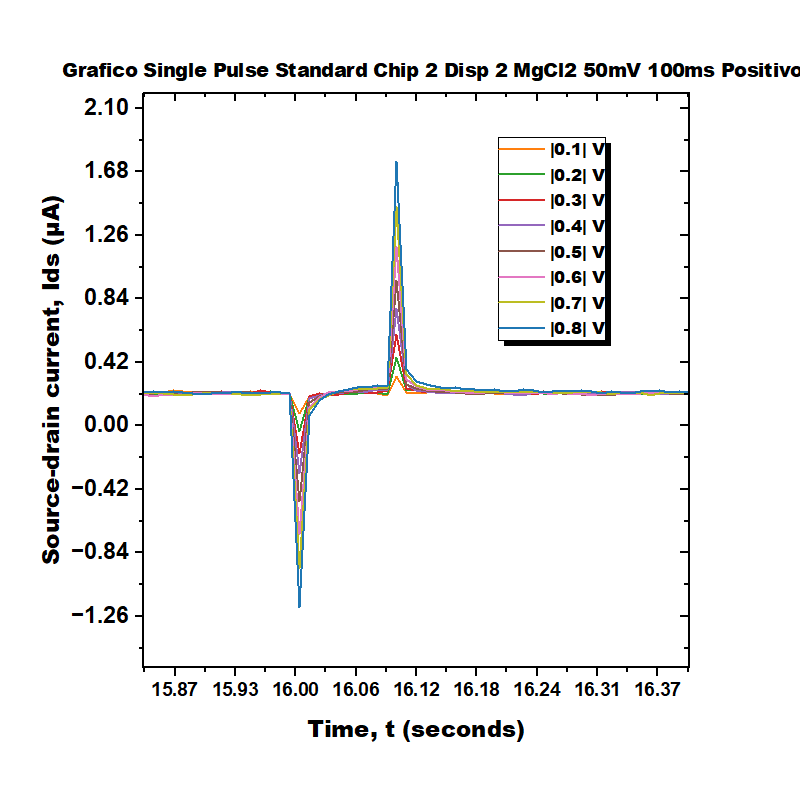 Grafico Single Pulse Standard Chip 2 Disp 2 MgCl2 50mV 100ms Positivo
2.10
1.68
1.26
0.84
0.42
0.00
−0.42
−0.84
−1.26
Source-drain current, Ids (µA)
|0.1| V
|0.2| V
|0.3| V
|0.4| V
|0.5| V
|0.6| V
|0.7| V
|0.8| V
15.87 15.93 16.00 16.06 16.12 16.18 16.24 16.31 16.37
Time, t (seconds)